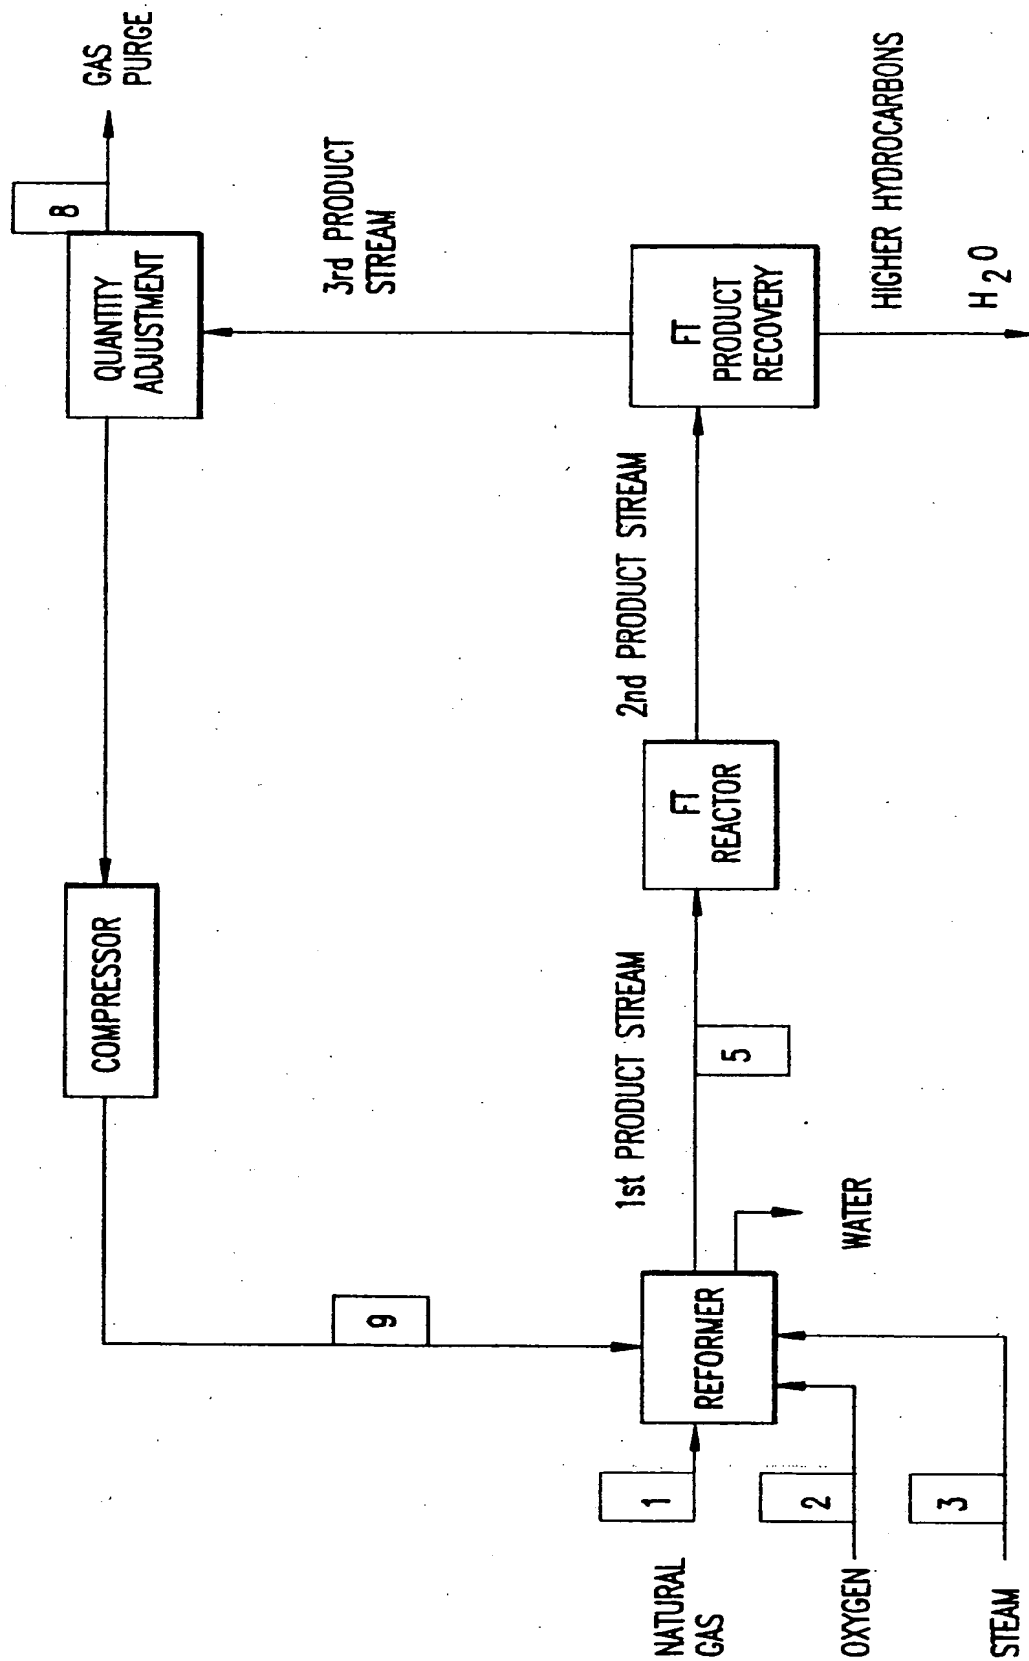 COMPRESSOR
QUANTITY
ADJUSTMENT
8
GAS
PURGE
9
3rd PRODUCT
STREAM
NATURAL
GAS
1
REFORMER
1st PRODUCT STREAM
5
FT
REACTOR
2nd PRODUCT STREAM
FT
PRODUCT
RECOVERY
OXYGEN
2
WATER
HIGHER HYDROCARBONS
STEAM
3
H2O